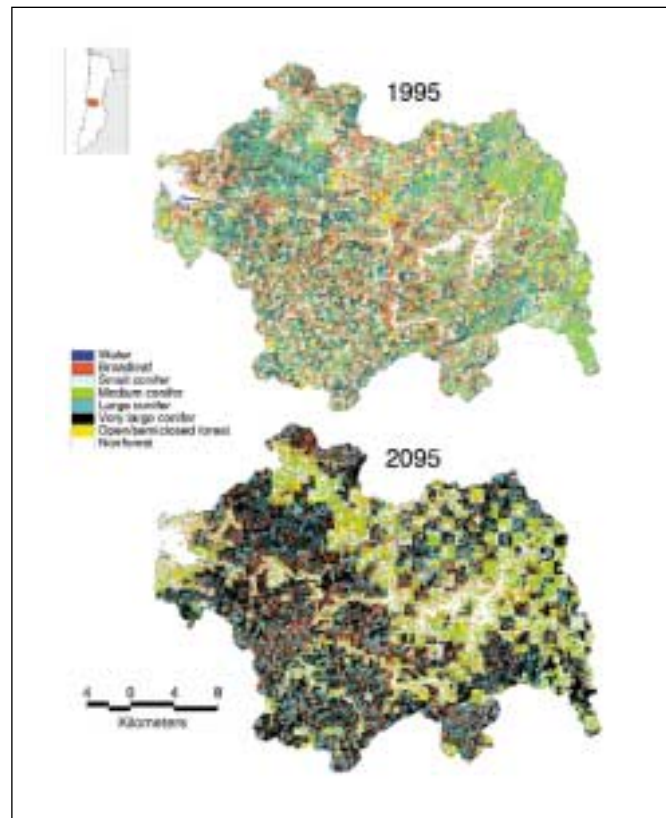 1995
Water
Broadleaf
Small conifer
Medium conifer
Large conifer
Very large conifer
Open/semiclosed forest
Nonforest
2095
4 0 4 8
Kilometers